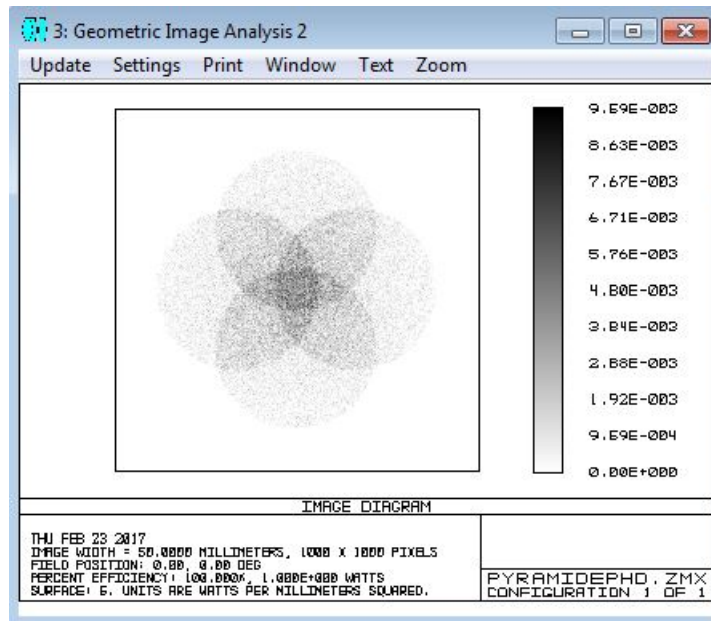 3: Geometric Image Analysis 2
Update Settings Print Window Text Zoom
9.59E-003
8.63E-003
7.67E-003
6.71E-003
5.76E-003
4.80E-003
3.84E-003
2.88E-003
1.92E-003
9.59E-004
0.00E+000
IMAGE DIAGRAM
THU FEB 23 2017
IMAGE WIDTH = 50.0000 MILLIMETERS, 1000 X 1000 PIXELS
FIELD POSITION: 0.00, 0.00 DEG
PERCENT EFFICIENCY: 100.000%, 1.000E+000 WATTS
SURFACE: 6. UNITS ARE WATTS PER MILLIMETERS SQUARED.
PYRAMIDEPHD.ZMX
CONFIGURATION 1 OF 1